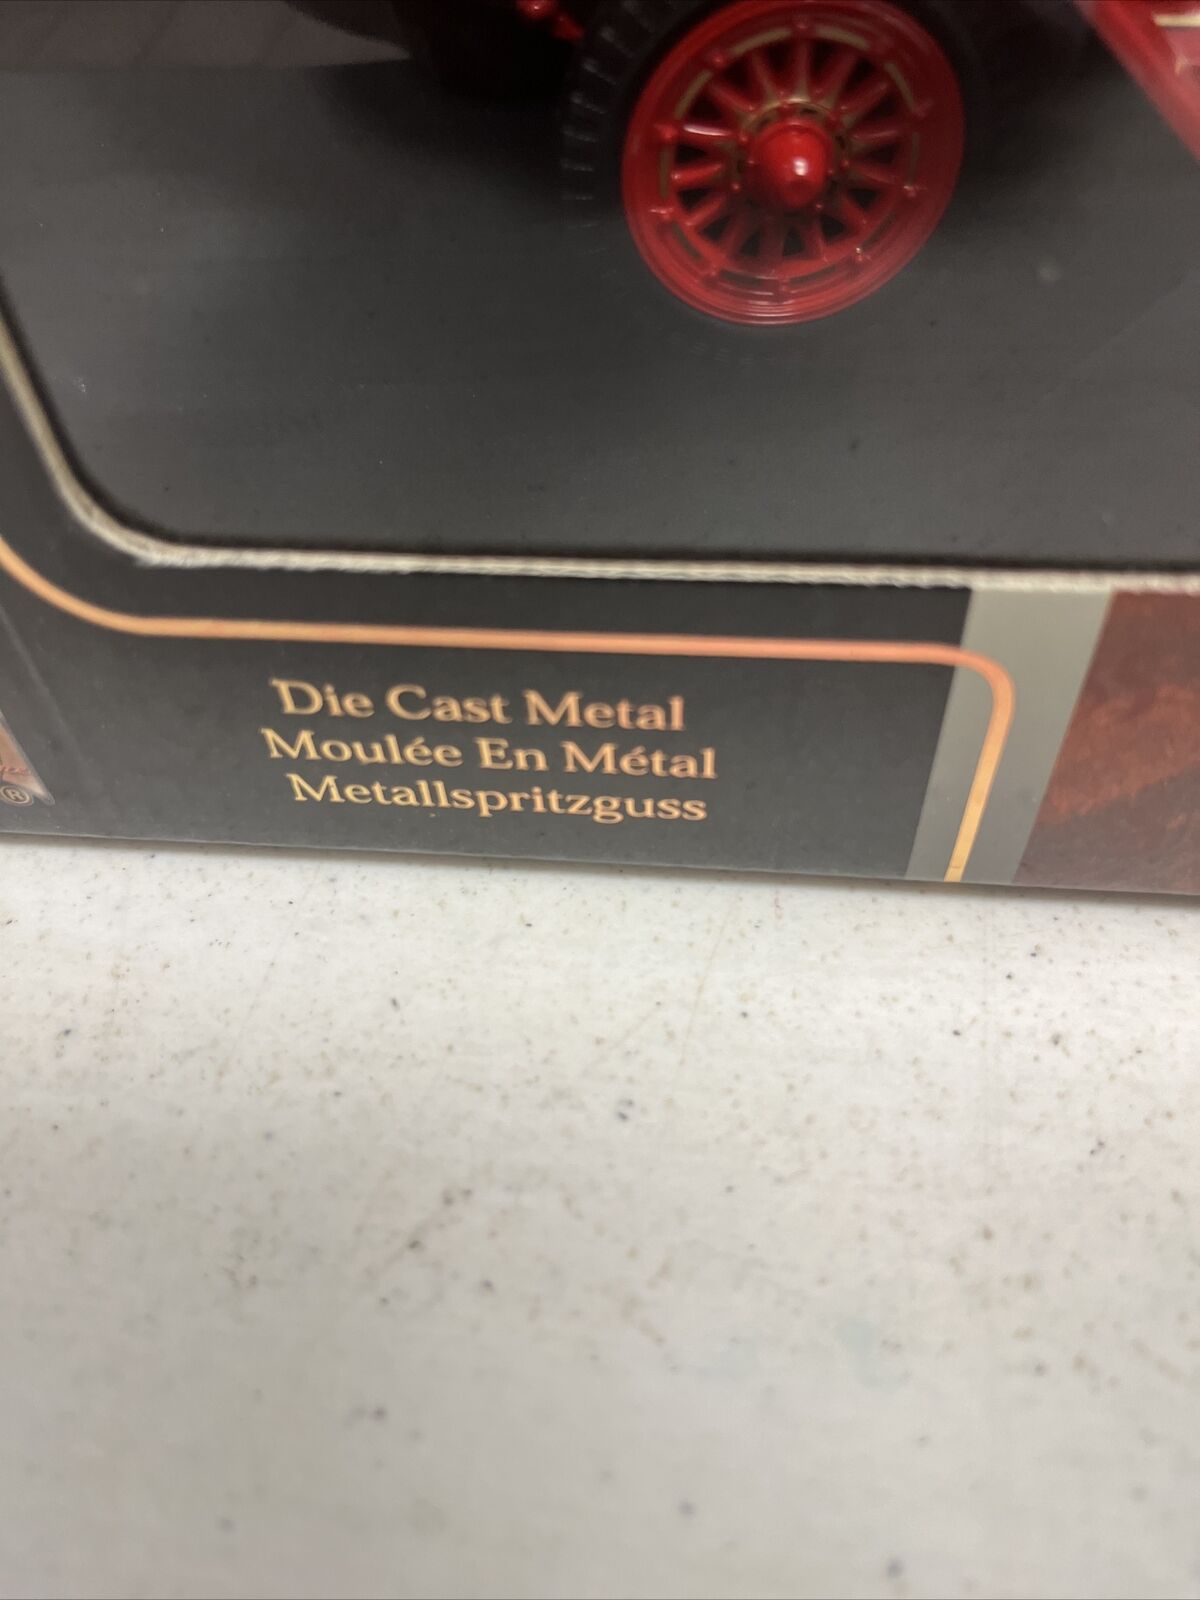 Die Cast Metal
Moulée En Métal
Metallspritzguss
®